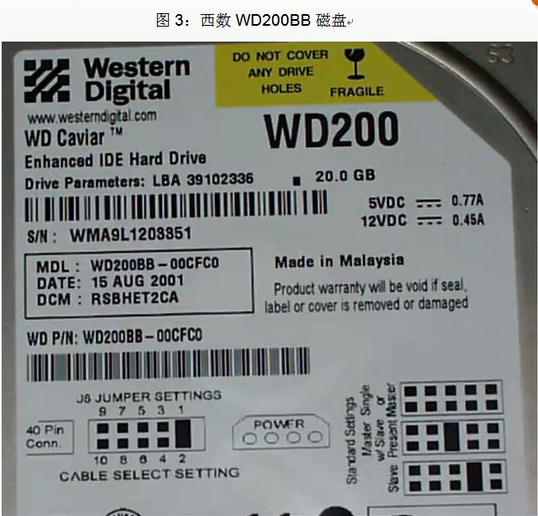 图 3：西数 WD200BB 磁盘
Western
Digital
www.westerndigital.com
DO NOT COVER
ANY DRIVE
HOLES
FRAGILE
WD Caviar ™
WD200
Enhanced IDE Hard Drive
Drive Parameters: LBA 39102336 ■ 20.0 GB
5VDC 0.77A
12VDC 0.45A
S/N: WMA9L1203351
MDL: WD200BB-00CFC0
DATE: 15 AUG 2001
DCM: RSBHET2CA
Made in Malaysia
Product warranty will be void if seal,
label or cover is removed or damaged
WD P/N: WD200BB-00CFC0
J8 JUMPER SETTINGS
9 7 5 3 1
40 Pin
Conn.
10 8 6 4 2
CABLE SELECT SETTING
POWER
Standard Settings
Master Single
w/ Slave or
Slave Present Master